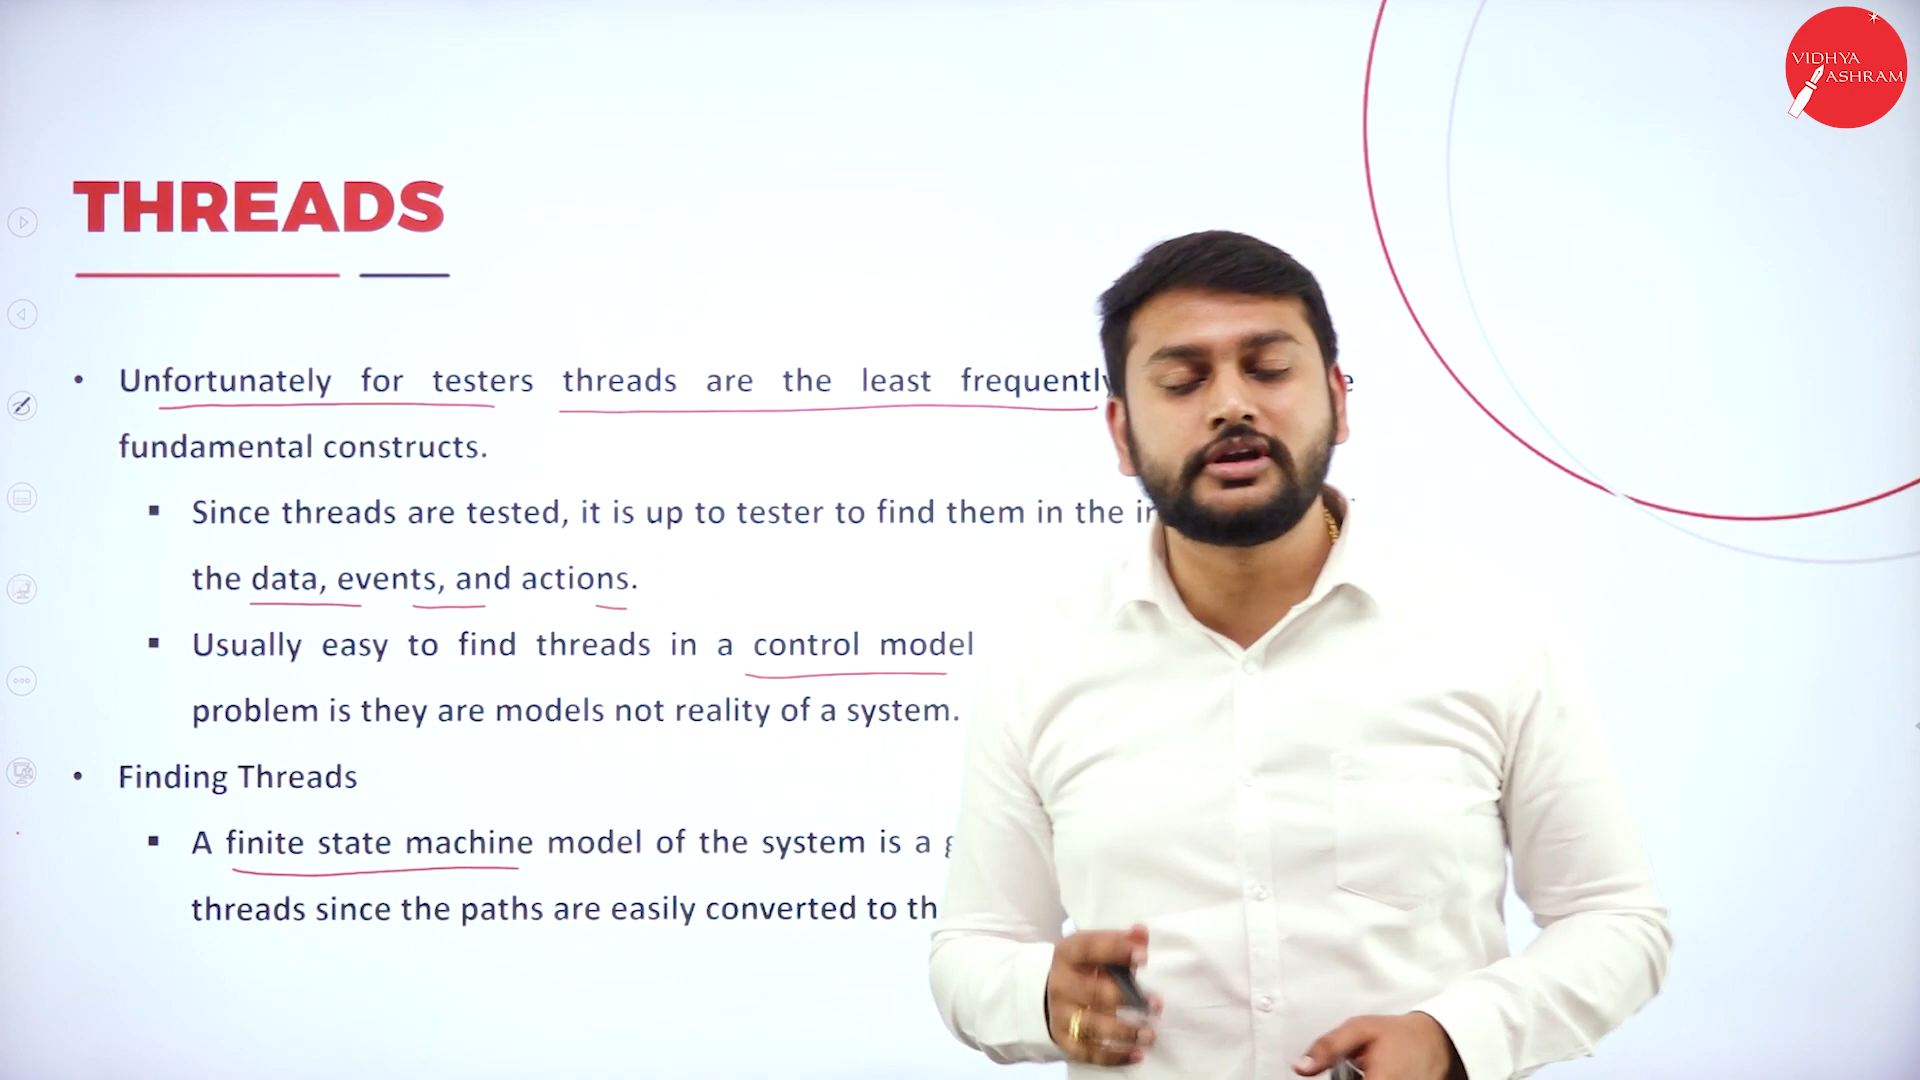 VIDHYA
ASHRAM
THREADS
• Unfortunately for testers threads are the least frequently
fundamental constructs.
▪ Since threads are tested, it is up to tester to find them in the
the data, events, and actions.
▪ Usually easy to find threads in a control model
problem is they are models not reality of a system.
• Finding Threads
▪ A finite state machine model of the system is a
threads since the paths are easily converted to